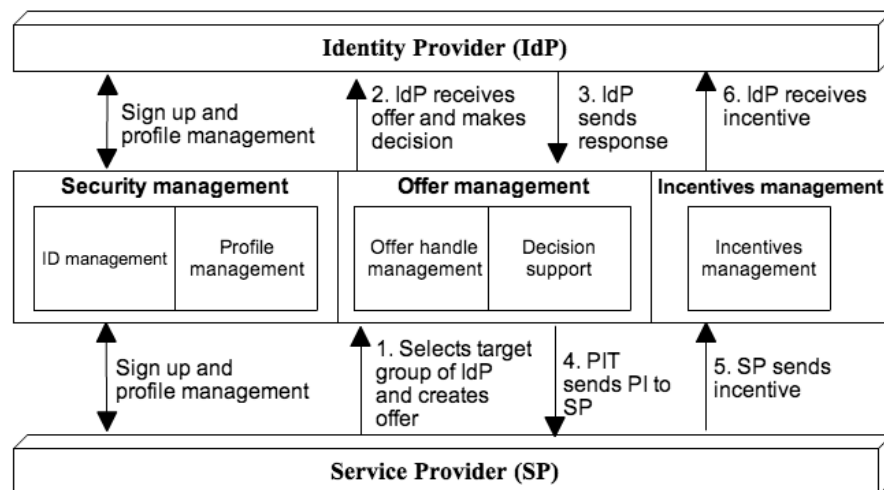 Identity Provider (IdP)
Sign up and
profile management
2. IdP receives
offer and makes
decision
3. IdP
sends
response
6. IdP receives
incentive
Security management
Offer management
Incentives management
ID management
Profile
management
Offer handle
management
Decision
support
Incentives
management
Sign up and
profile management
1. Selects target
group of IdP
and creates
offer
4. PIT
sends PI to
SP
5. SP sends
incentive
Service Provider (SP)